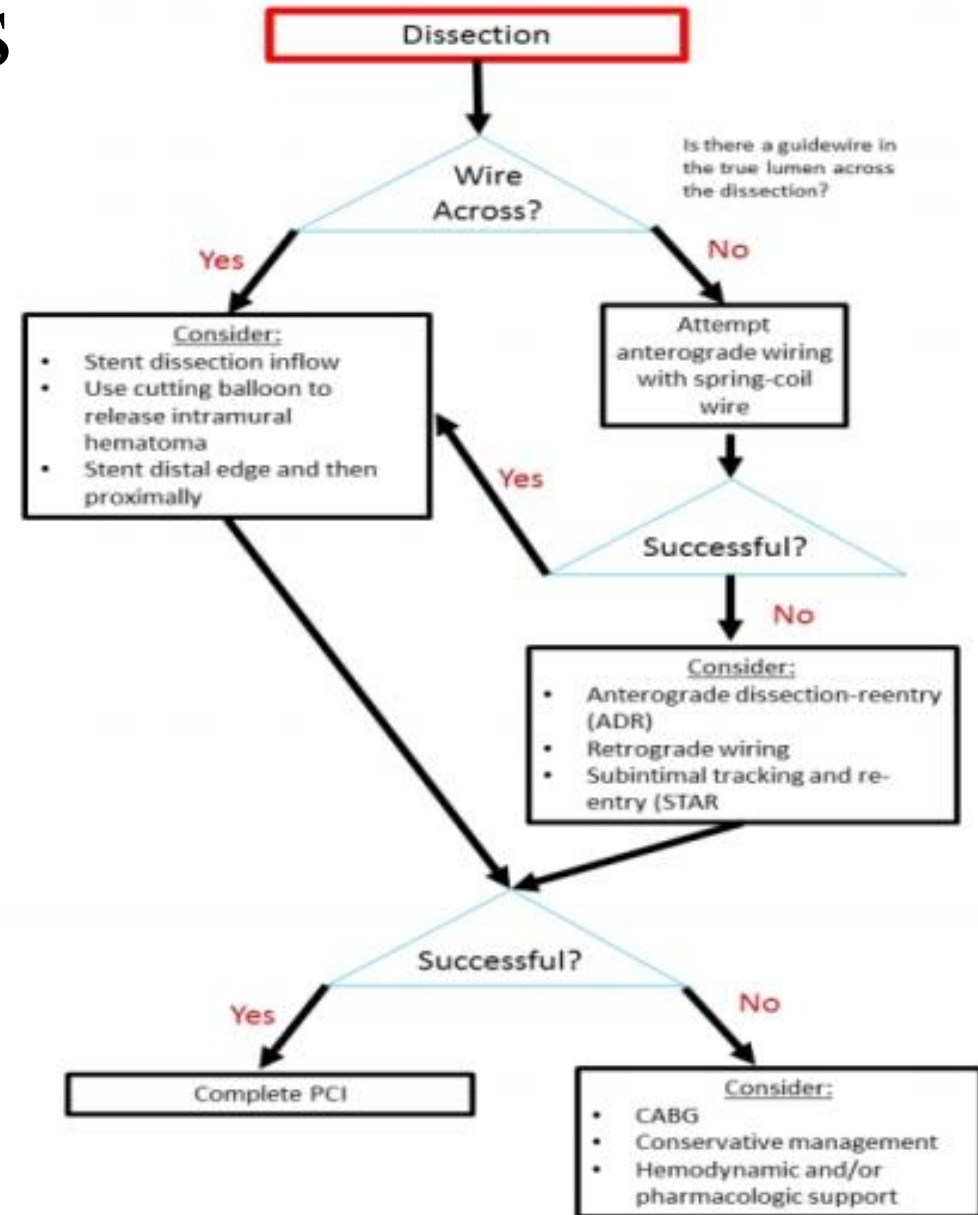 S
Dissection
Is there a guidewire in
the true lumen across
the dissection?
Wire
Across?
Yes
No
Consider:
• Stent dissection inflow
• Use cutting balloon to
release intramural
hematoma
• Stent distal edge and then
proximally
Attempt
anterograde wiring
with spring-coil
wire
Yes
Successful?
No
Consider:
• Anterograde dissection-reentry
(ADR)
• Retrograde wiring
• Subintimal tracking and re-
entry (STAR
Successful?
Yes
No
Complete PCI
Consider:
• CABG
• Conservative management
• Hemodynamic and/or
pharmacologic support